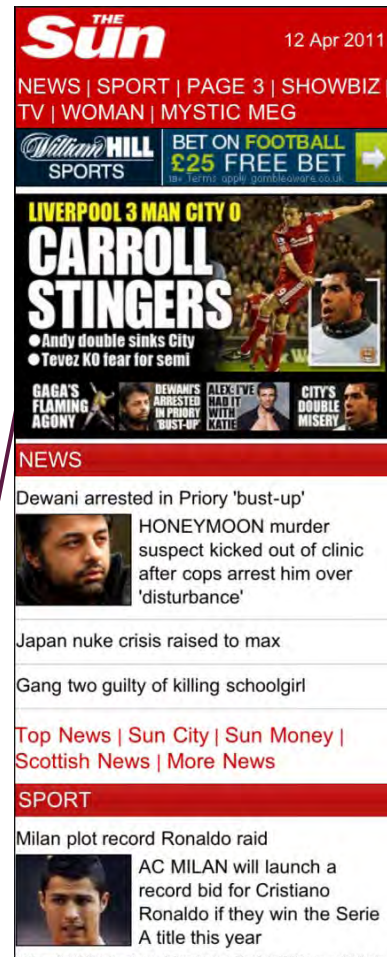 THE
Sun
12 Apr 2011
NEWS | SPORT | PAGE 3 | SHOWBIZ |
TV | WOMAN | MYSTIC MEG
William HILL
SPORTS
BET ON FOOTBALL
£25 FREE BET
18+ Terms apply gambleaware.co.uk
LIVERPOOL 3 MAN CITY 0
CARROLL
STINGERS
●Andy double sinks City
●Tevez KO fear for semi
GAGA'S
FLAMING
AGONY
DEWANI'S
ARRESTED
IN PRIORY
'BUST-UP'
ALEX: I'VE
HAD IT
WITH
KATIE
CITY'S
DOUBLE
MISERY
NEWS
Dewani arrested in Priory 'bust-up'
HONEYMOON murder
suspect kicked out of clinic
after cops arrest him over
'disturbance'
Japan nuke crisis raised to max
Gang two guilty of killing schoolgirl
Top News | Sun City | Sun Money |
Scottish News | More News
SPORT
Milan plot record Ronaldo raid
AC MILAN will launch a
record bid for Cristiano
Ronaldo if they win the Serie
A title this year